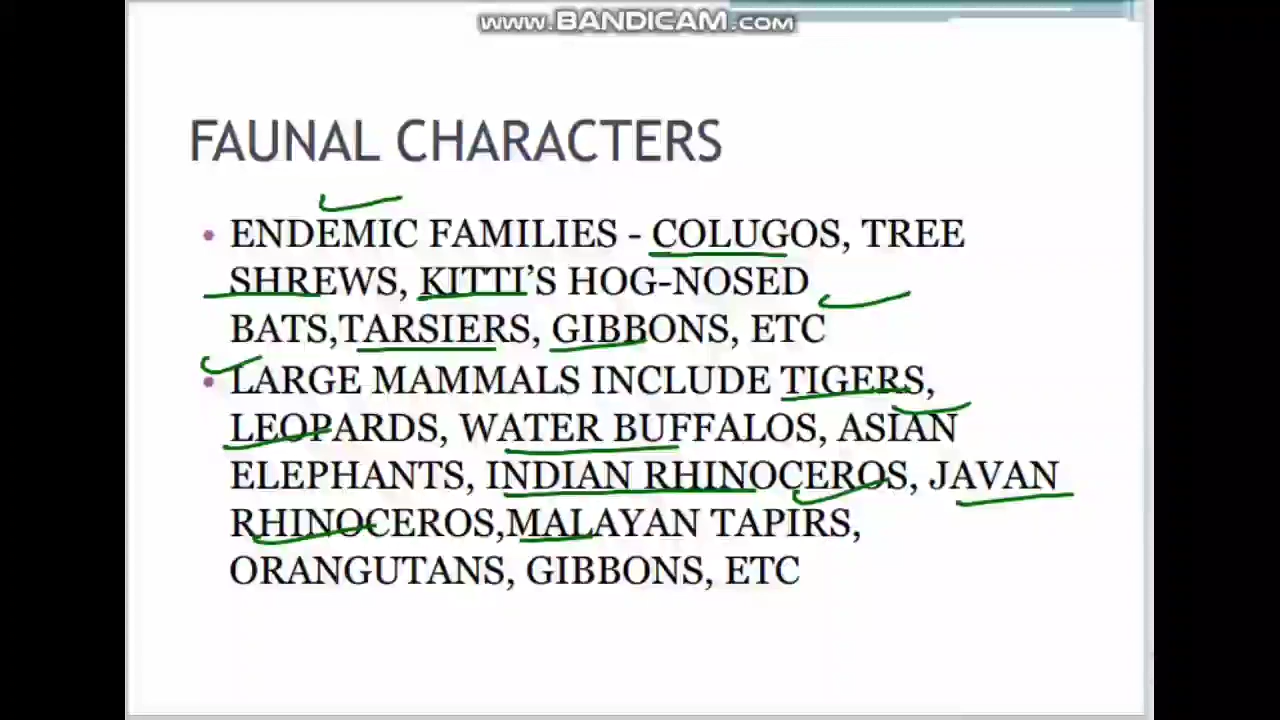 www.BANDICAM.com
FAUNAL CHARACTERS
• ENDEMIC FAMILIES - COLUGOS, TREE
SHREWS, KITTI'S HOG-NOSED
BATS,TARSIERS, GIBBONS, ETC
• LARGE MAMMALS INCLUDE TIGERS,
LEOPARDS, WATER BUFFALOS, ASIAN
ELEPHANTS, INDIAN RHINOCEROS, JAVAN
RHINOCEROS,MALAYAN TAPIRS,
ORANGUTANS, GIBBONS, ETC